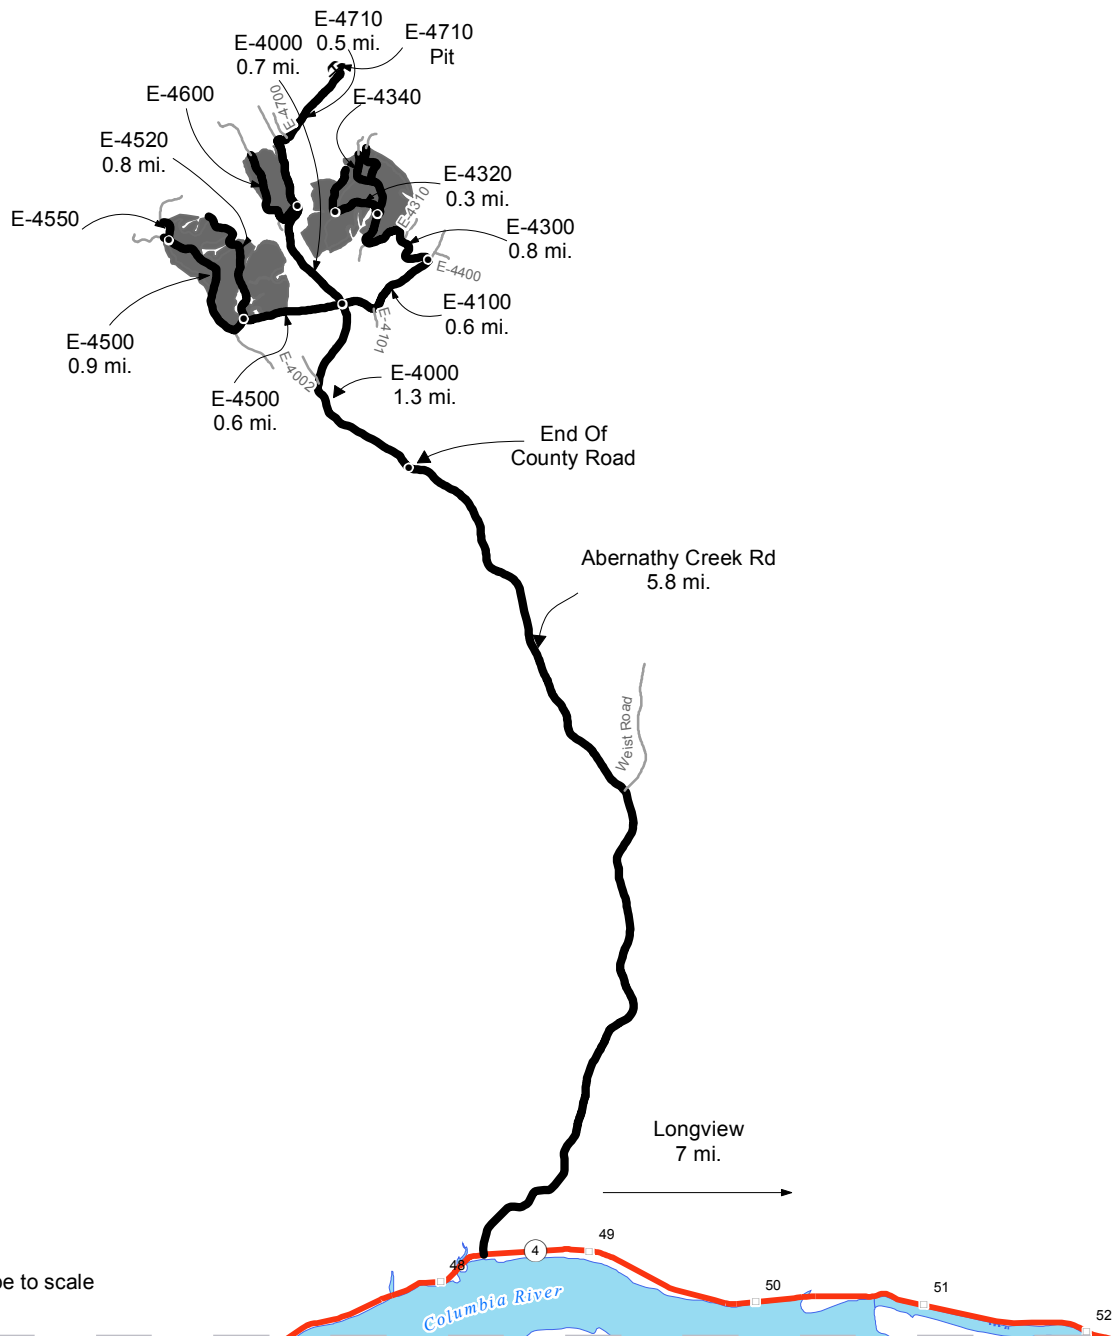 E-4710
0.5 mi.
E-4710
Pit
E-4000
0.7 mi.
E-4600
E-4700
E-4340
E-4520
0.8 mi.
E-4320
0.3 mi.
E-4310
E-4550
E-4300
0.8 mi.
E-4400
E-4100
0.6 mi.
E-4101
E-4500
0.9 mi.
E-4002
E-4500
0.6 mi.
E-4000
1.3 mi.
End Of
County Road
Abernathy Creek Rd
5.8 mi.
Weist Road
Longview
7 mi.
4
49
48
50
51
52
Columbia River
be to scale